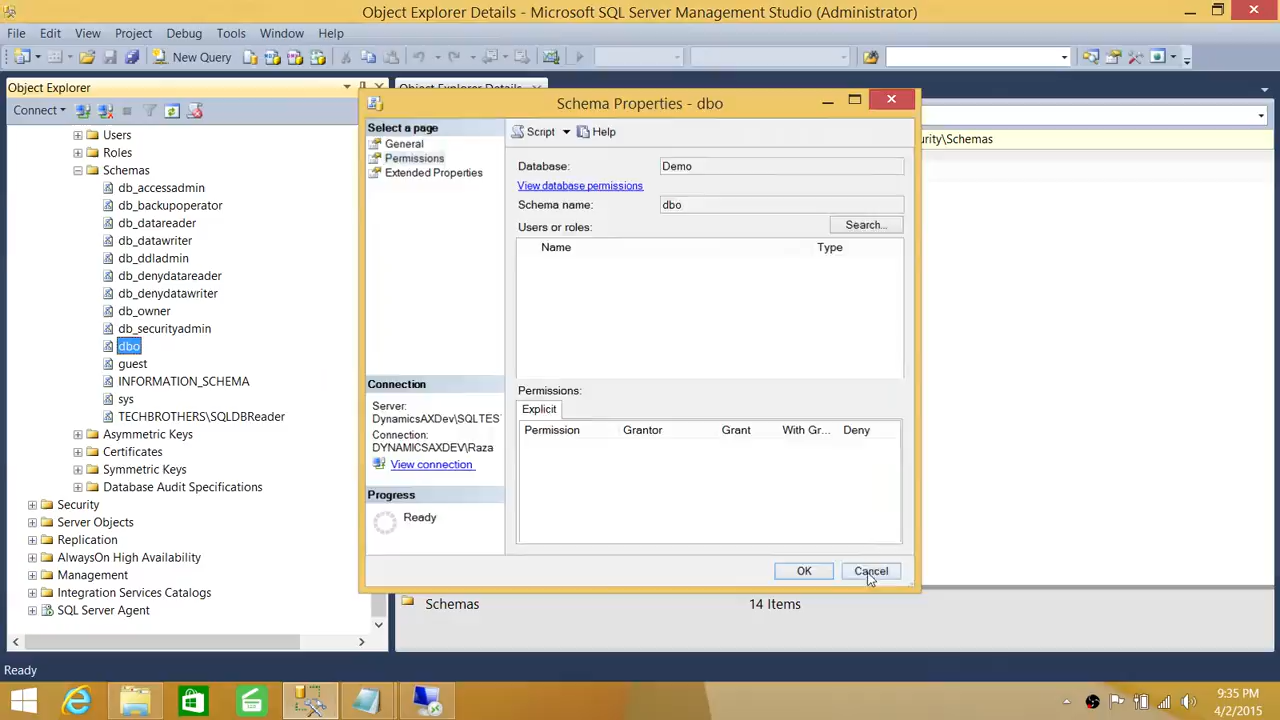 Object Explorer Details - Microsoft SQL Server Management Studio (Administrator)
File Edit View Project Debug Tools Window Help
New Query
Object Explorer
Object Explorer Details
Connect
Users
Roles
Schemas
db_accessadmin
db_backupoperator
db_datareader
db_datawriter
db_ddladmin
db_denydatareader
db_denydatawriter
db_owner
db_securityadmin
dbo
guest
INFORMATION_SCHEMA
sys
TECHBROTHERS\SQLDBReader
Asymmetric Keys
Certificates
Symmetric Keys
Database Audit Specifications
Security
Server Objects
Replication
AlwaysOn High Availability
Management
Integration Services Catalogs
SQL Server Agent
Schema Properties - dbo
Select a page
General
Permissions
Extended Properties
Script Help
Database: Demo
View database permissions
Schema name: dbo
Users or roles: Search...
Name Type
Permissions:
Explicit
Permission Grantor Grant With Gr... Deny
Connection
Server:
DynamicsAXDev\SQLTES
Connection:
DYNAMICSAXDEV\Raza
View connection
Progress
Ready
OK Cancel
urity\Schemas
Schemas 14 Items
Ready
9:35 PM
4/2/2015